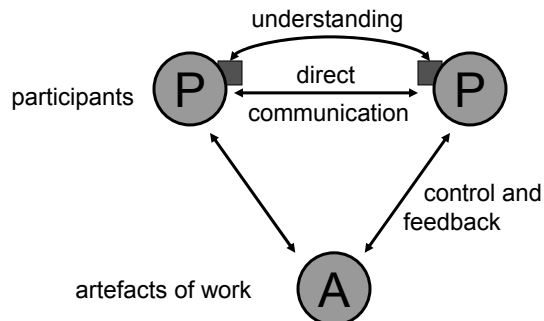 understanding
P
direct
P
participants
communication
control and
feedback
artefacts of work
A